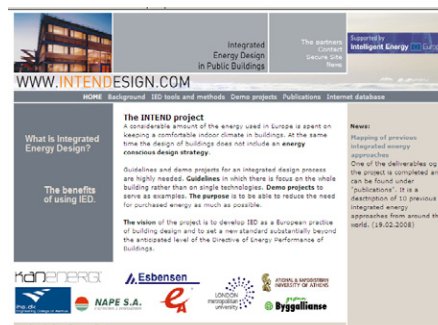 Integrated
Energy Design
in Public Buildings
The partners
Contact
Secure Site
News
Supported by
Intelligent Energy Europe
WWW.INTENDESIGN.COM
HOME Background IED tools and methods Demo projects Publications Internet database
What is Integrated
Energy Design?
The benefits
of using IED.
The INTEND project
A considerable amount of the energy used in Europe is spent on
keeping a comfortable indoor climate in buildings. At the same
time the design of buildings does not include an energy
conscious design strategy.
Guidelines and demo projects for an integrated design process
are highly needed. Guidelines in which there is focus on the whole
building rather than on single technologies. Demo projects to
serve as examples. The purpose is to be able to reduce the need
for purchased energy as much as possible.
The vision of the project is to develop IED as a European practice
of building design and to set a new standard substantially beyond
the anticipated level of the Directive of Energy Performance of
Buildings.
News:
Mapping of previous
integrated energy
approaches
One of the deliverables og
the project is completed an
can be found under
"publications". It is a
description of 10 previous
integrated energy
approaches from around th
world. (19.02.2008)
KanEnergi
Esbensen
LONDON
metropolitan
university
UNIVERSITY OF ATHENS
ina.dk
NAPE S.A.
eA
Byggallianse